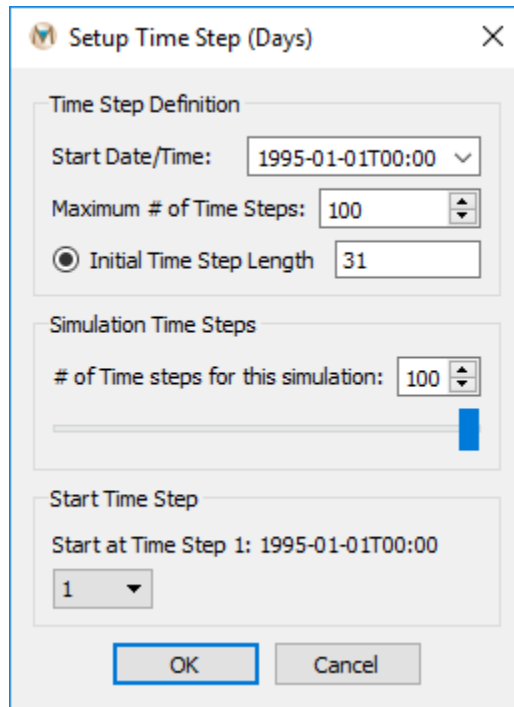 Setup Time Step (Days)
Time Step Definition
Start Date/Time: 1995-01-01T00:00
Maximum # of Time Steps: 100
Initial Time Step Length 31
Simulation Time Steps
# of Time steps for this simulation: 100
Start Time Step
Start at Time Step 1: 1995-01-01T00:00
1
OK Cancel